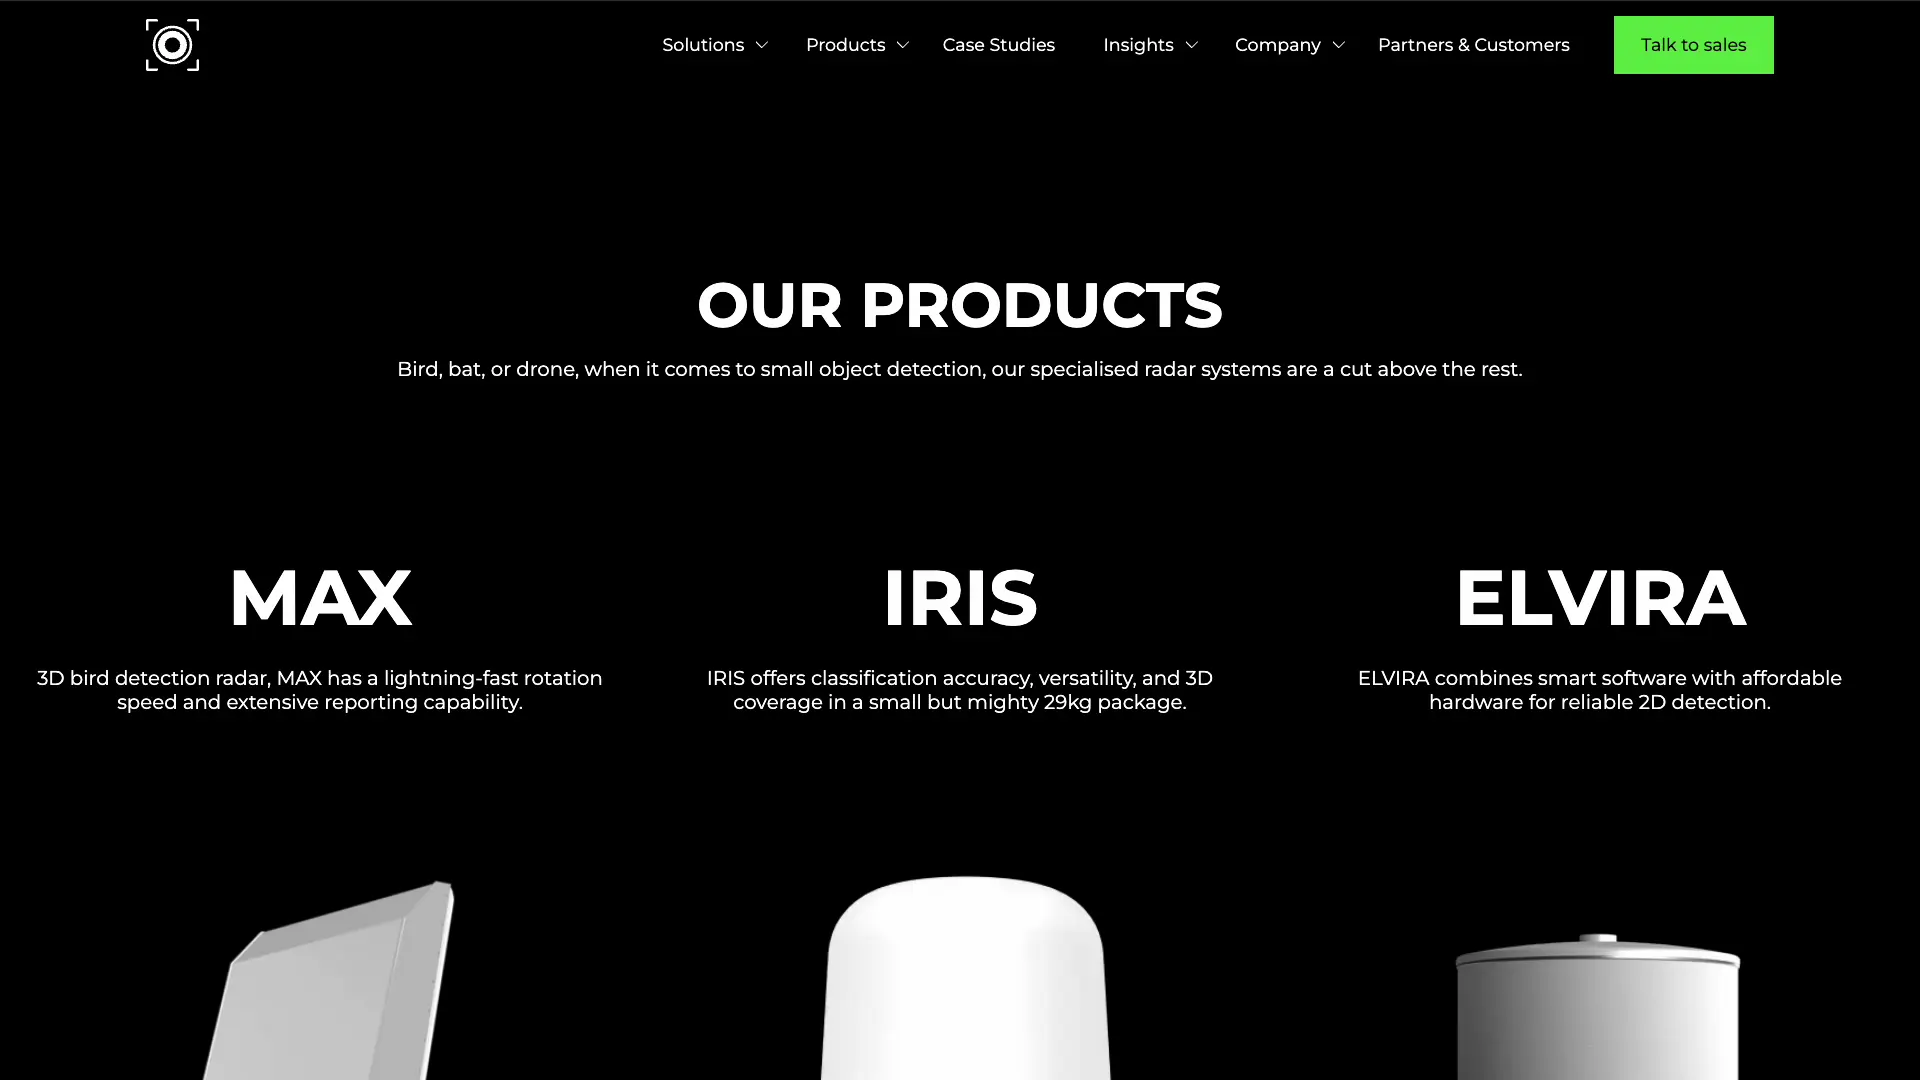 Solutions
Products
Case Studies
Insights
Company
Partners & Customers
Talk to sales
OUR PRODUCTS
Bird, bat, or drone, when it comes to small object detection, our specialised radar systems are a cut above the rest.
MAX
3D bird detection radar, MAX has a lightning-fast rotation
speed and extensive reporting capability.
IRIS
IRIS offers classification accuracy, versatility, and 3D
coverage in a small but mighty 29kg package.
ELVIRA
ELVIRA combines smart software with affordable
hardware for reliable 2D detection.